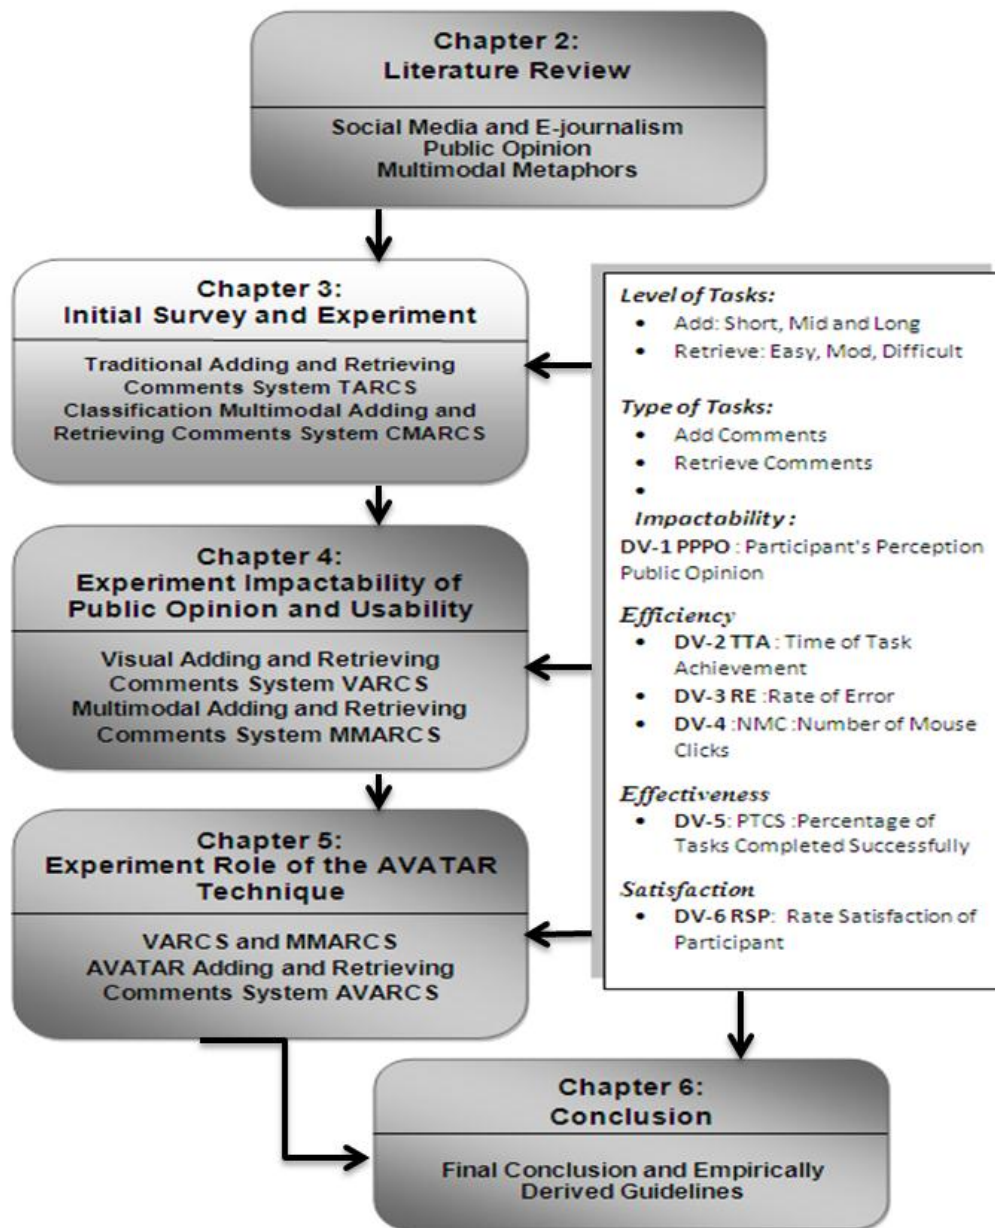 Chapter 2:
Literature Review
Social Media and E-journalism
Public Opinion
Multimodal Metaphors
Chapter 3:
Initial Survey and Experiment
Traditional Adding and Retrieving
Comments System TARCS
Classification Multimodal Adding and
Retrieving Comments System CMARCS
Chapter 4:
Experiment Impactability of
Public Opinion and Usability
Visual Adding and Retrieving
Comments System VARCS
Multimodal Adding and Retrieving
Comments System MMARCS
Chapter 5:
Experiment Role of the AVATAR
Technique
VARCS and MMARCS
AVATAR Adding and Retrieving
Comments System AVARCS
Level of Tasks:
• Add: Short, Mid and Long
• Retrieve: Easy, Mod, Difficult
Type of Tasks:
• Add Comments
• Retrieve Comments
•
Impactability :
DV-1 PPPO : Participant's Perception
Public Opinion
Efficiency
• DV-2 TTA : Time of Task
Achievement
• DV-3 RE :Rate of Error
• DV-4 :NMC :Number of Mouse
Clicks
Effectiveness
• DV-5: PTCS :Percentage of
Tasks Completed Successfully
Satisfaction
• DV-6 RSP: Rate Satisfaction of
Participant
Chapter 6:
Conclusion
Final Conclusion and Empirically
Derived Guidelines